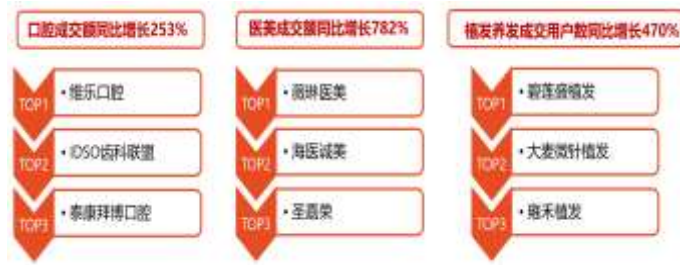 口腔成交额同比增长253%
TOP1
• 维乐口腔
TOP2
• IDSO齿科联盟
TOP3
• 泰康拜博口腔
医美成交额同比增长782%
TOP1
• 薇琳医美
TOP2
• 海医诚美
TOP3
• 圣嘉荣
植发养发成交用户数同比增长470%
TOP1
• 碧莲盛植发
TOP2
• 大麦微针植发
TOP3
• 雍禾植发